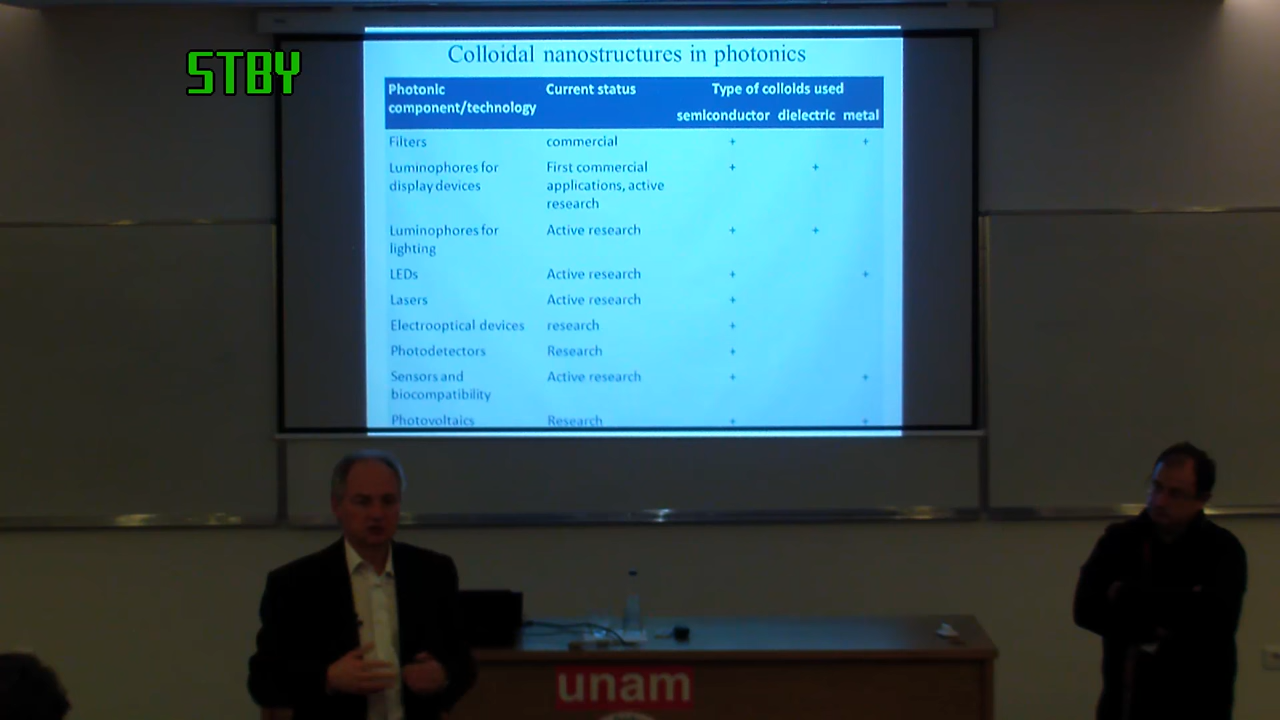 STBY
Colloidal nanostructures in photonics
Photonic Current status Type of colloids used
component/technology
semiconductor dielectric metal
Filters commercial + +
Luminophores for First commercial + +
display devices applications, active
research
Luminophores for Active research + +
lighting
LEDs Active research + +
Lasers Active research +
Electrooptical devices research +
Photodetectors Research +
Sensors and Active research + +
biocompatibility
Photovoltaics Research + +
unam